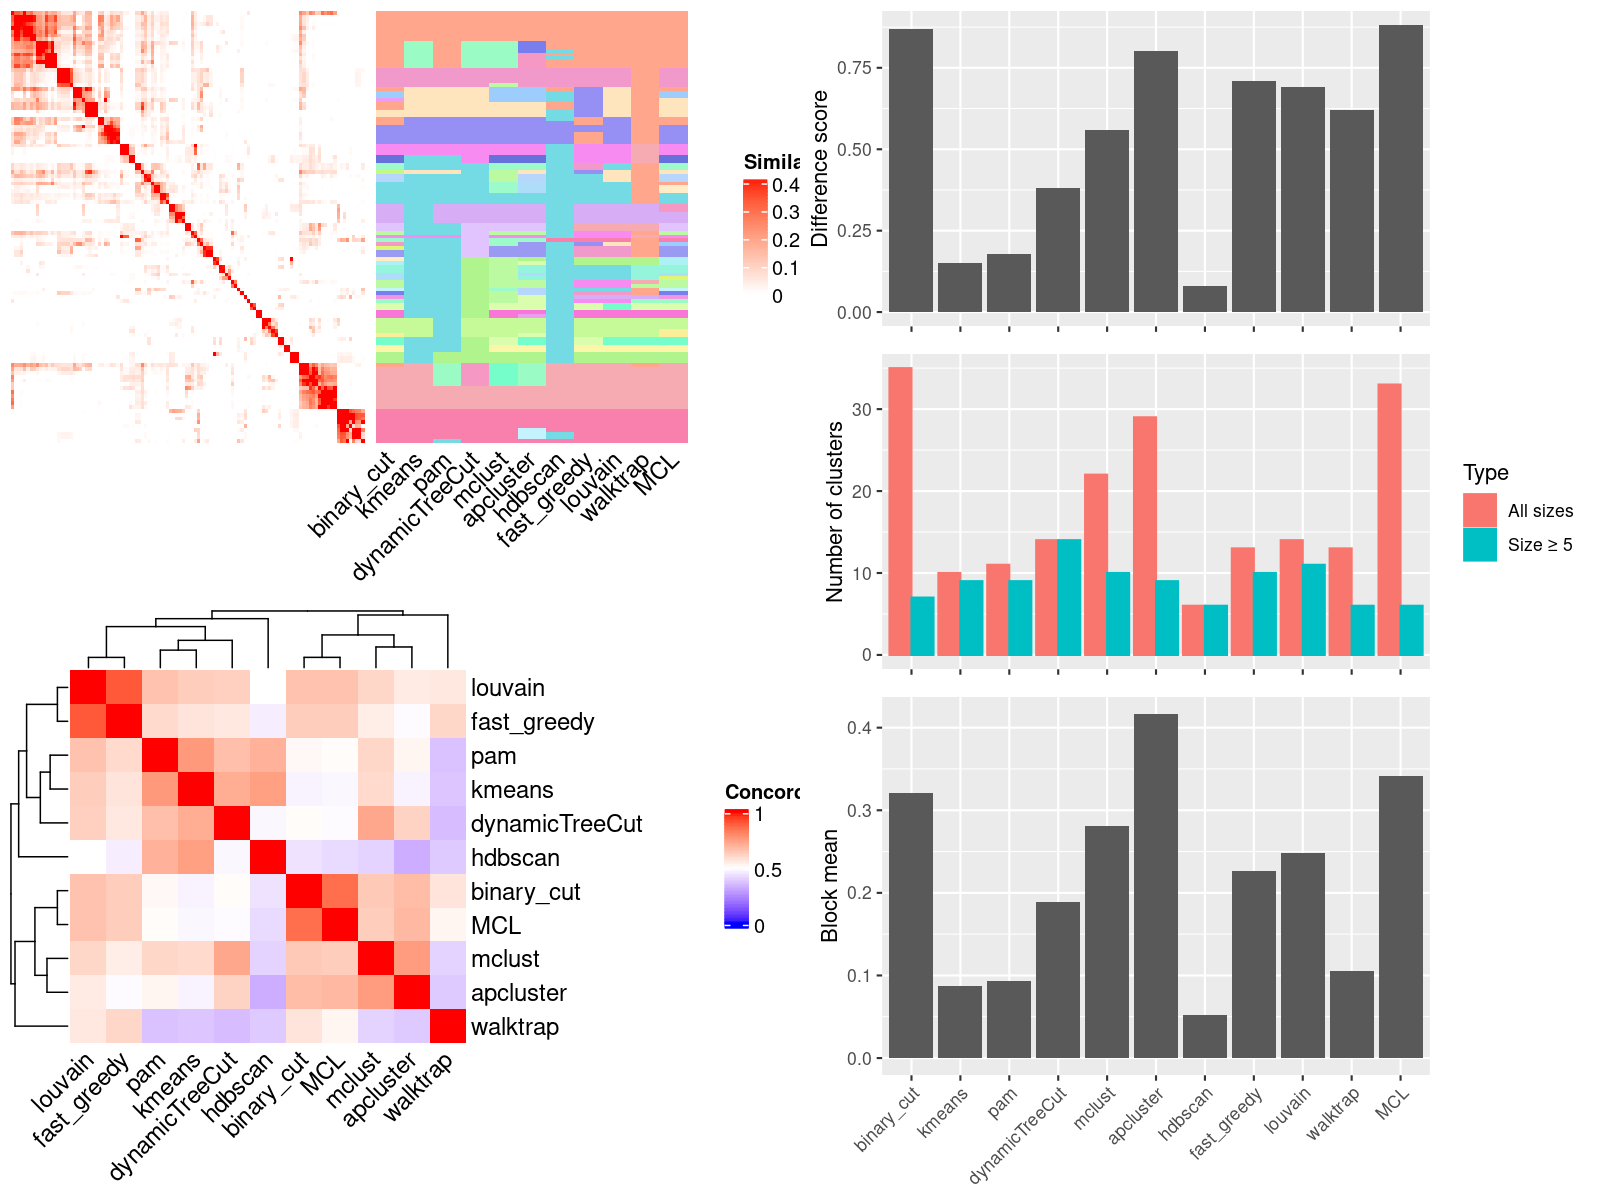 Simila
0.4
0.3
0.2
0.1
0
binary_cut
kmeans
pam
dynamicTreeCut
mclust
apcluster
hdbscan
fast_greedy
louvain
walktrap
MCL
louvain
fast_greedy
pam
kmeans
dynamicTreeCut
hdbscan
binary_cut
MCL
mclust
apcluster
walktrap
louvain
fast_greedy
pam
kmeans
dynamicTreeCut
hdbscan
binary_cut
MCL
mclust
apcluster
walktrap
Concord
1
0.5
0
Difference score
0.75
0.50
0.25
0.00
Number of clusters
30
20
10
0
Type
All sizes
Size ≥ 5
Block mean
0.4
0.3
0.2
0.1
0.0
binary_cut
kmeans
pam
dynamicTreeCut
mclust
apcluster
hdbscan
fast_greedy
louvain
walktrap
MCL